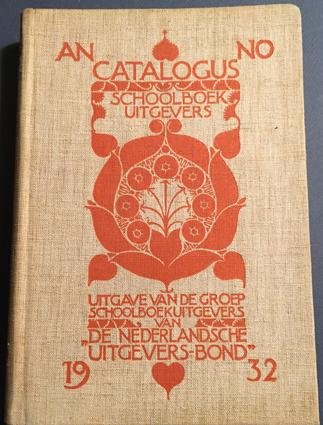 AN NO
CATALOGUS
SCHOOLBOEK
UITGEVERS
UITGAVE VAN DE GROEP
SCHOOLBOEKUITGEVERS
VAN
DE NEDERLANDSCHE
„UITGEVERS-BOND”
19 32